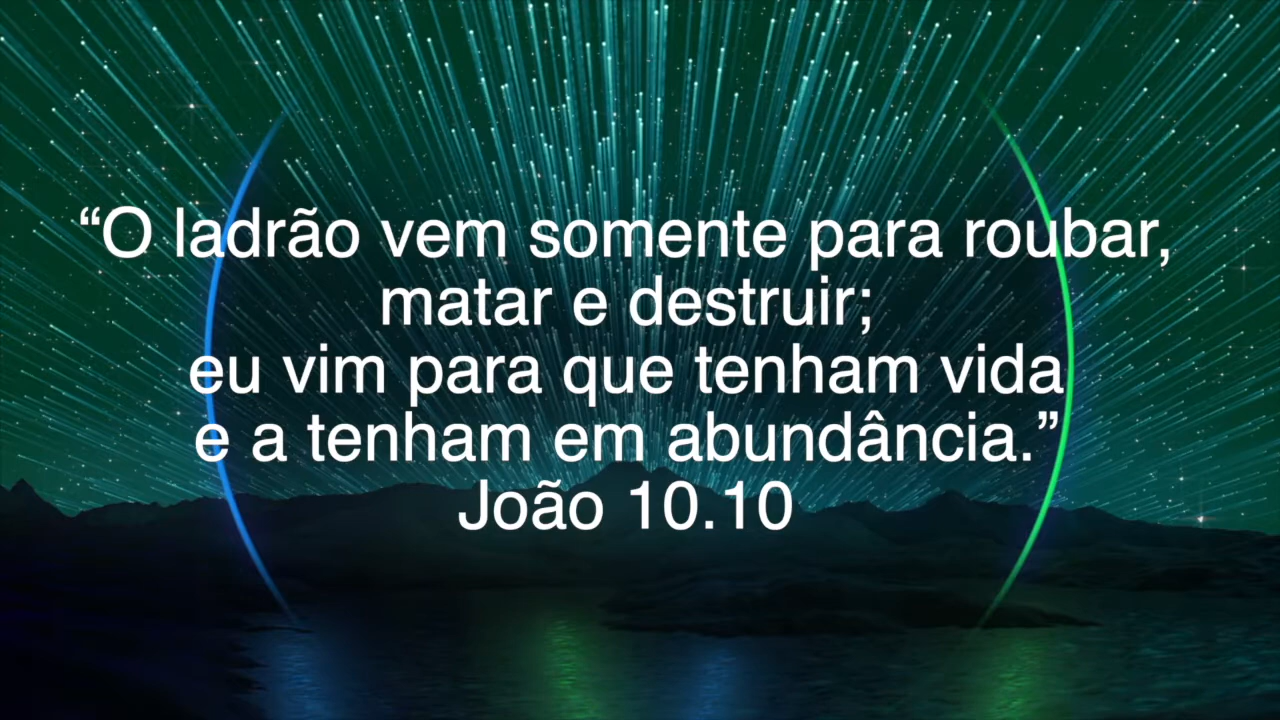 “O ladrão vem somente para roubar,
matar e destruir;
eu vim para que tenham vida
e a tenham em abundância.”
João 10.10